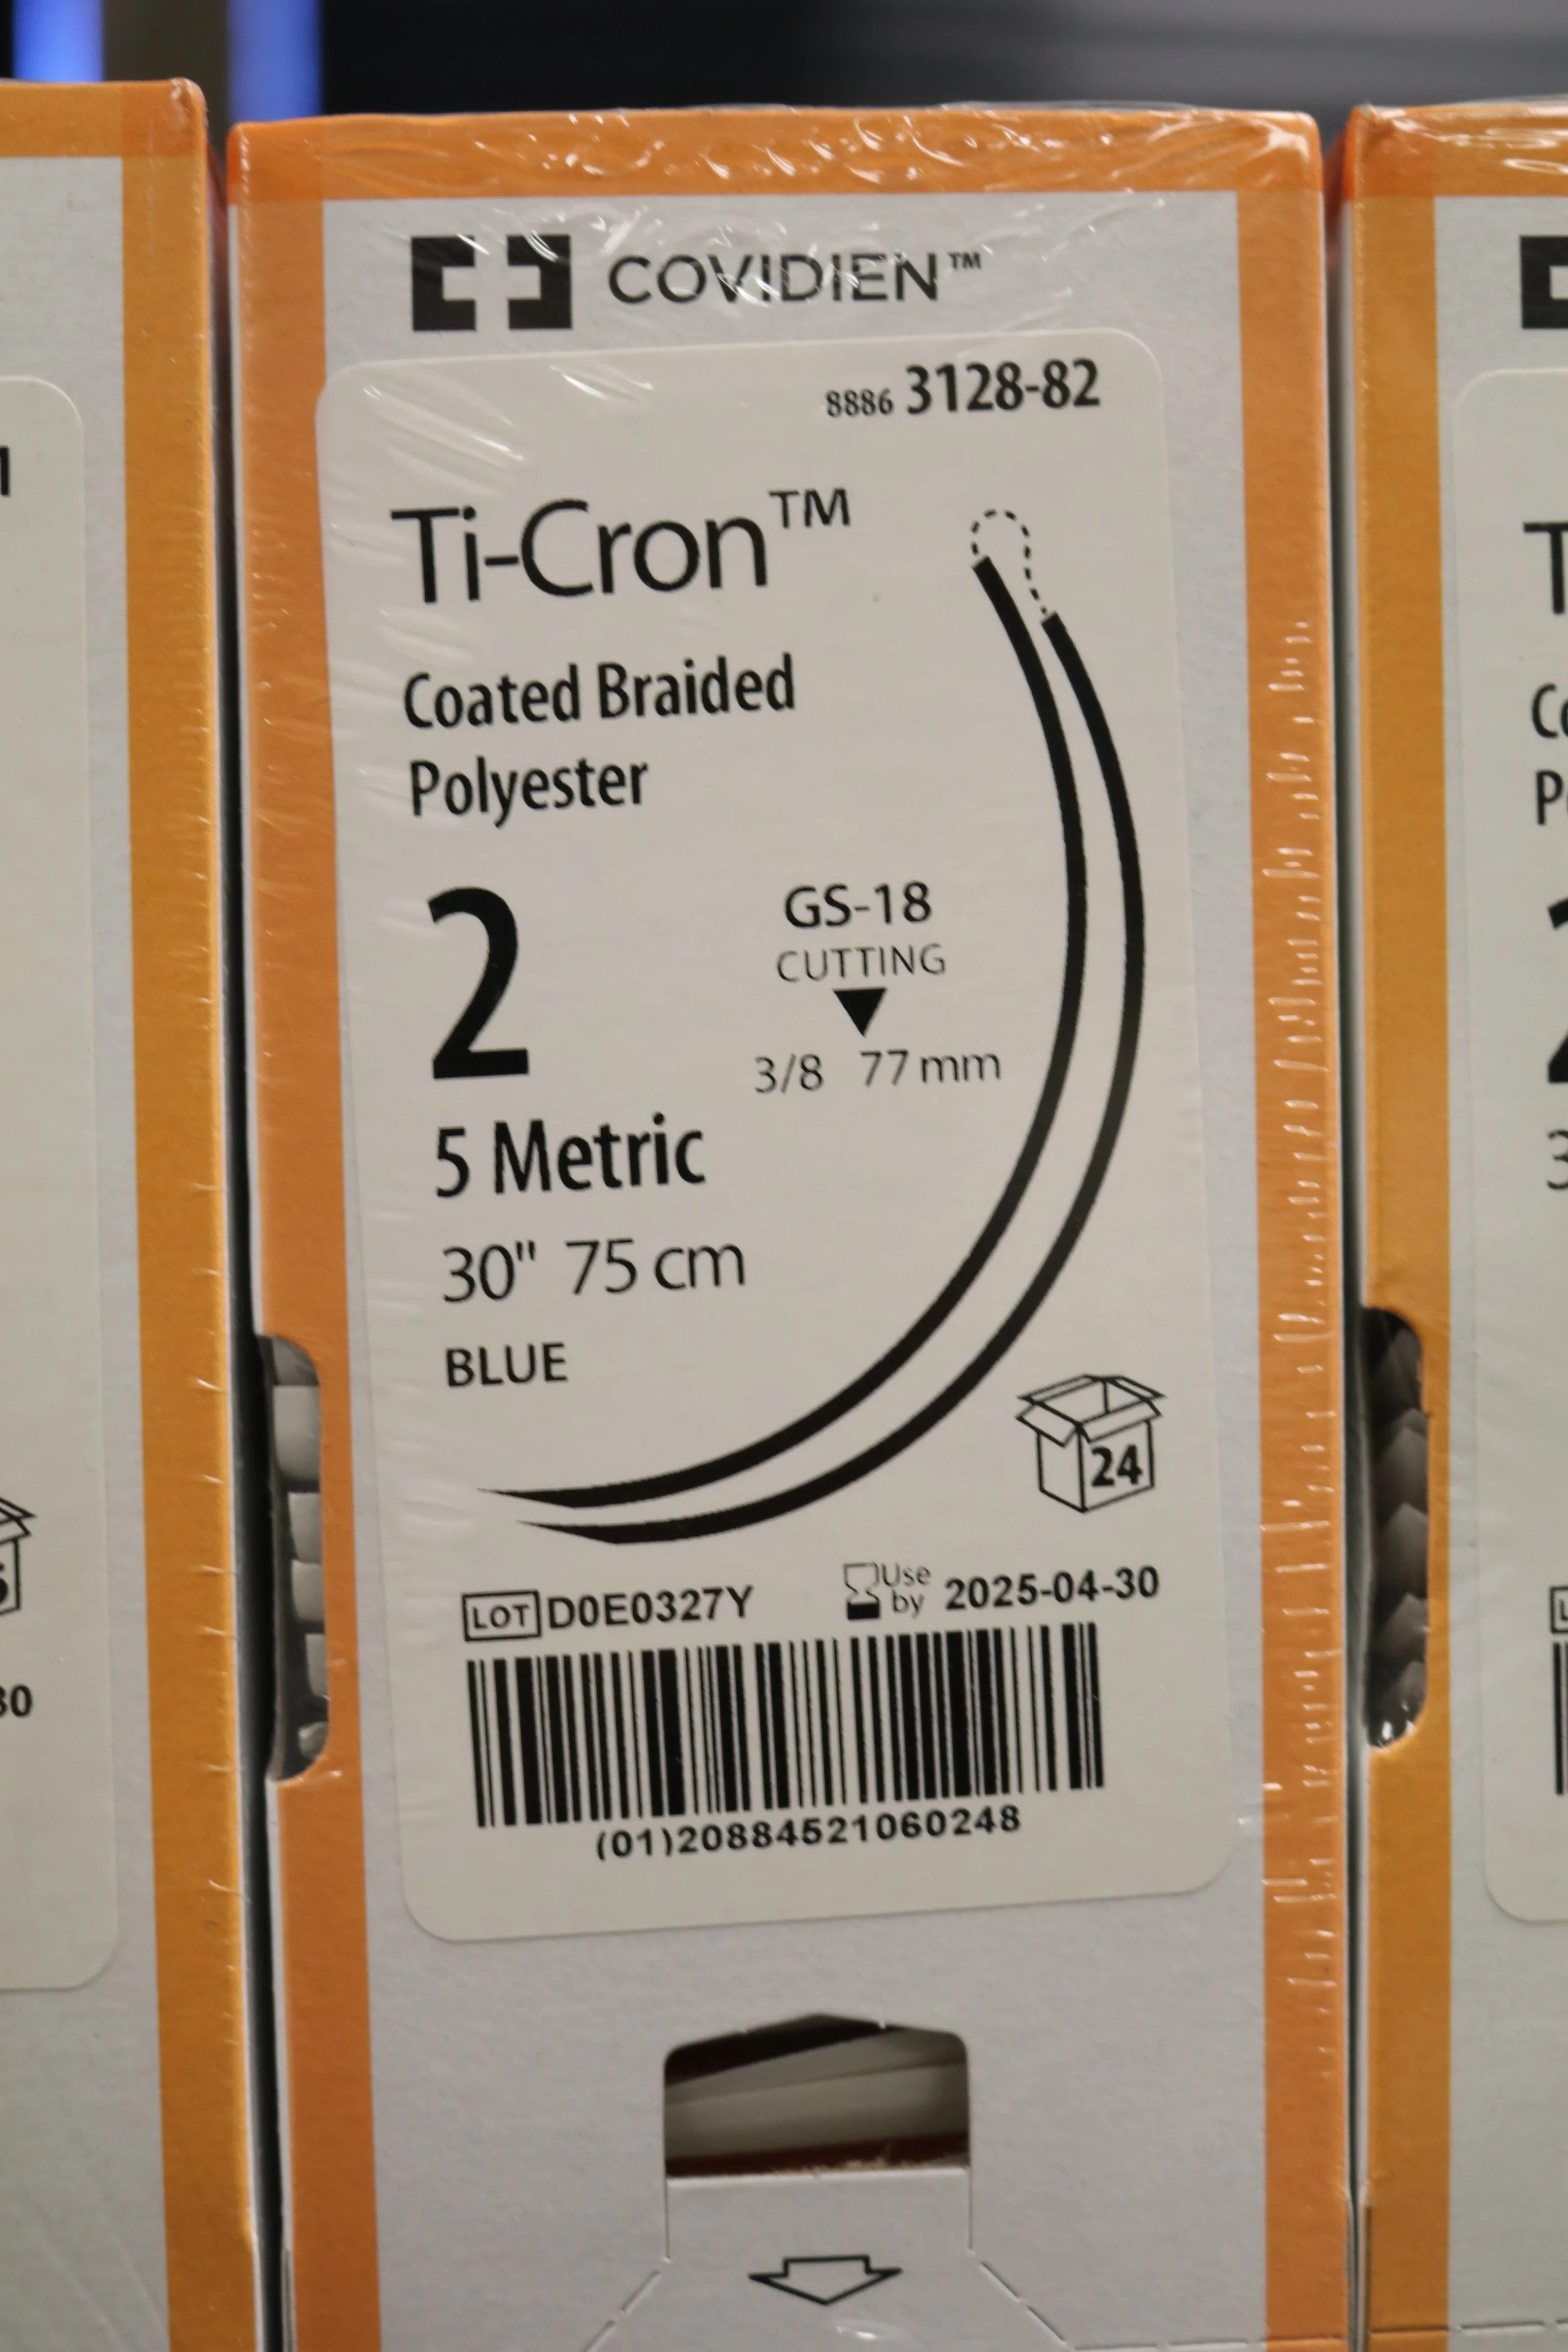 COVIDIEN™
8886 3128-82
Ti-Cron™
Coated Braided
Polyester
2
GS-18
CUTTING
3/8 77 mm
5 Metric
30" 75 cm
BLUE
24
LOT D0E0327Y
Use by 2025-04-30
(01)20884521060248